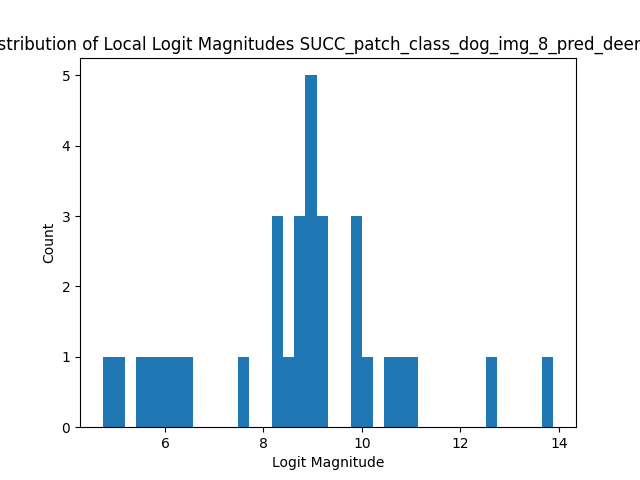 stribution of Local Logit Magnitudes SUCC_patch_class_dog_img_8_pred_deer
5
4
3
2
1
0
Count
6 8 10 12 14
Logit Magnitude